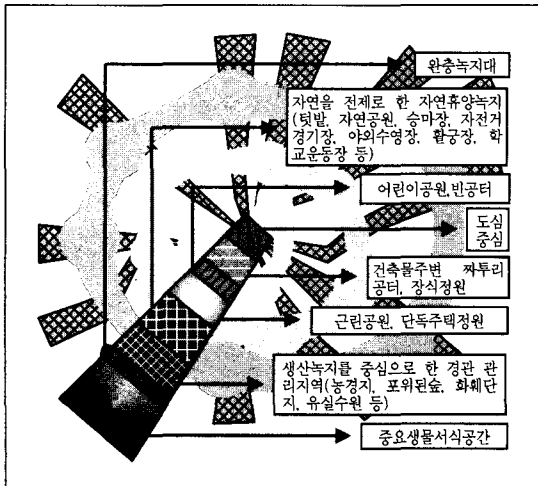 완충녹지대
자연을 전제로 한 자연휴양녹지
(텃밭, 자연공원, 승마장, 자전거
경기장, 야외수영장, 활궁장, 학
교운동장 등)
어린이공원,빈공터
도심
중심
건축물주변 짜투리
공터, 장식정원
근린공원, 단독주택정원
생산녹지를 중심으로 한 경관 관
리지역(농경지, 포위된숲, 화훼단
지, 유실수원 등)
중요생물서식공간